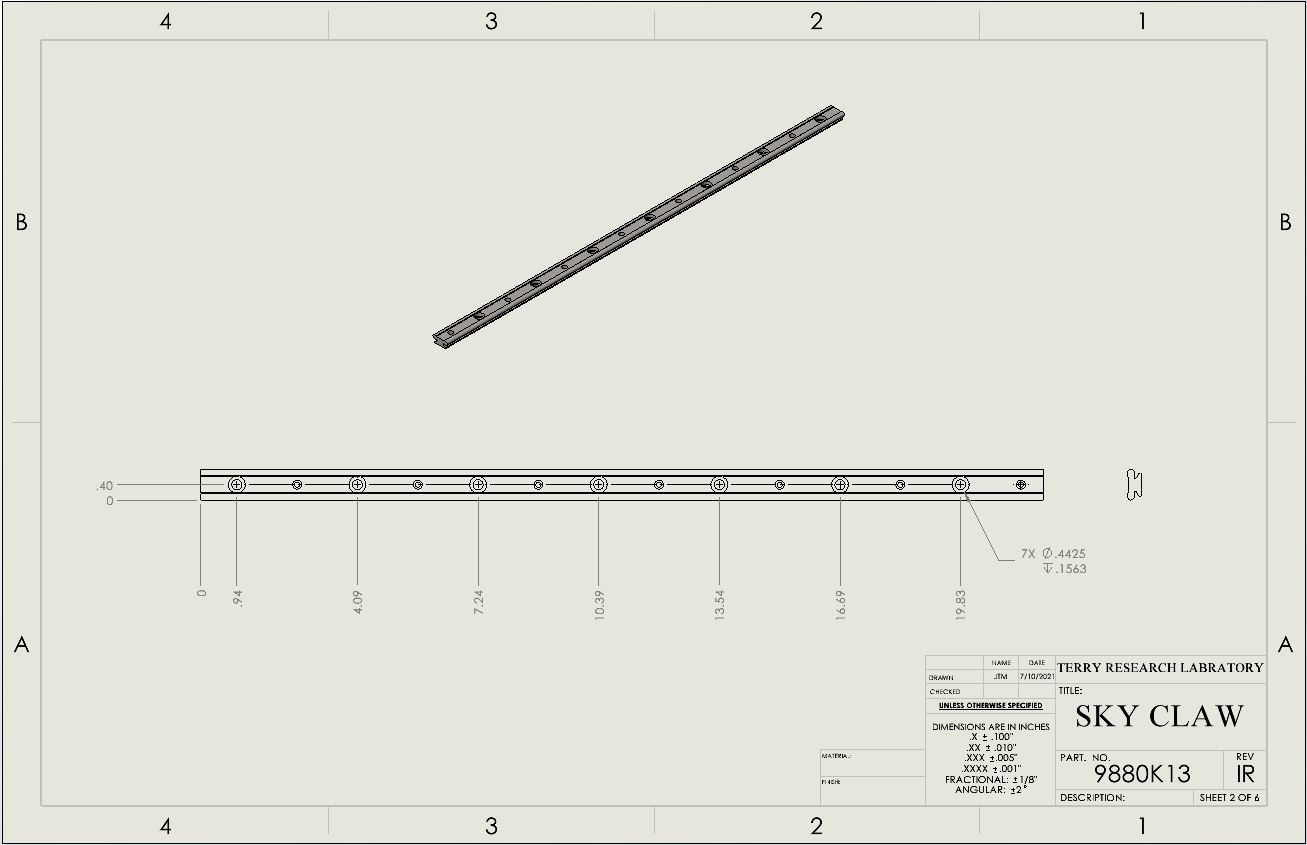 4 3 2 1
B B
.40
0
7X ⌀.4425
↧.1563
0 .94 4.09 7.24 10.39 13.54 16.69 19.83
A A
NAME DATE
DRAWN JTM 7/10/2021
CHECKED
UNLESS OTHERWISE SPECIFIED
DIMENSIONS ARE IN INCHES
.X ± .100"
.XX ± .010"
.XXX ±.005"
.XXXX ±.001"
FRACTIONAL: ±1/8"
ANGULAR: ±2°
MATERIAL:
FINISH:
TERRY RESEARCH LABRATORY
TITLE:
SKY CLAW
PART. NO.
9880K13
REV
IR
DESCRIPTION:
SHEET 2 OF 6
4 3 2 1